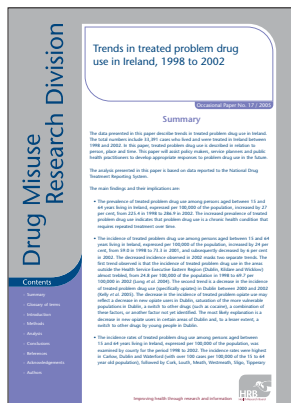 Drug Misuse
Research Division
Trends in treated problem drug
use in Ireland, 1998 to 2002
Occasional Paper No. 17 / 2005
Summary
The data presented in this paper describe trends in treated problem drug use in Ireland.
The total numbers include 33,391 cases who lived and were treated in Ireland between
1998 and 2002. In this paper, treated problem drug use is described in relation to
person, place and time. This paper will assist policy makers, service planners and public
health practitioners to develop appropriate responses to problem drug use in the future.
The analysis presented in this paper is based on data reported to the National Drug
Treatment Reporting System.
The main findings and their implications are:
• The prevalence of treated problem drug use among persons aged between 15 and
64 years living in Ireland, expressed per 100,000 of the population, increased by 27
per cent, from 225.4 in 1998 to 286.9 in 2002. The increased prevalence of treated
problem drug use indicates that problem drug use is a chronic health condition that
requires repeated treatment over time.
• The incidence of treated problem drug use among persons aged between 15 and 64
years living in Ireland, expressed per 100,000 of the population, increased by 24 per
cent, from 59.0 in 1998 to 73.3 in 2001, and subsequently decreased by 6 per cent
in 2002. The decreased incidence observed in 2002 masks two separate trends. The
first trend observed is that the incidence of treated problem drug use in the areas
outside the Health Service Executive Eastern Region (Dublin, Kildare and Wicklow)
almost trebled, from 24.8 per 100,000 of the population in 1998 to 69.7 per
100,000 in 2002 (Long et al. 2004). The second trend is a decrease in the incidence
of treated problem drug use (specifically opiates) in Dublin between 2000 and 2002
(Kelly et al. 2003). The decrease in the incidence of treated problem opiate use may
reflect a decrease in new opiate users in Dublin, saturation of the more vulnerable
populations in Dublin, a switch to other drugs (such as cocaine), a combination of
these factors, or another factor not yet identified. The most likely explanation is a
decrease in new opiate users in certain areas of Dublin and, to a lesser extent, a
switch to other drugs by young people in Dublin.
• The incidence rates of treated problem drug use among persons aged between
15 and 64 years living in Ireland, expressed per 100,000 of the population, was
examined by county for the period 1998 to 2002. The incidence rates were highest
in Carlow, Dublin and Waterford (with over 100 cases per 100,000 of the 15 to 64
year old population), followed by Cork, Louth, Meath, Westmeath, Sligo, Tipperary
Contents
– Summary
– Glossary of terms
– Introduction
– Methods
– Analysis
– Conclusions
– References
– Acknowledgements
– Authors
Improving health through research and information
HRB